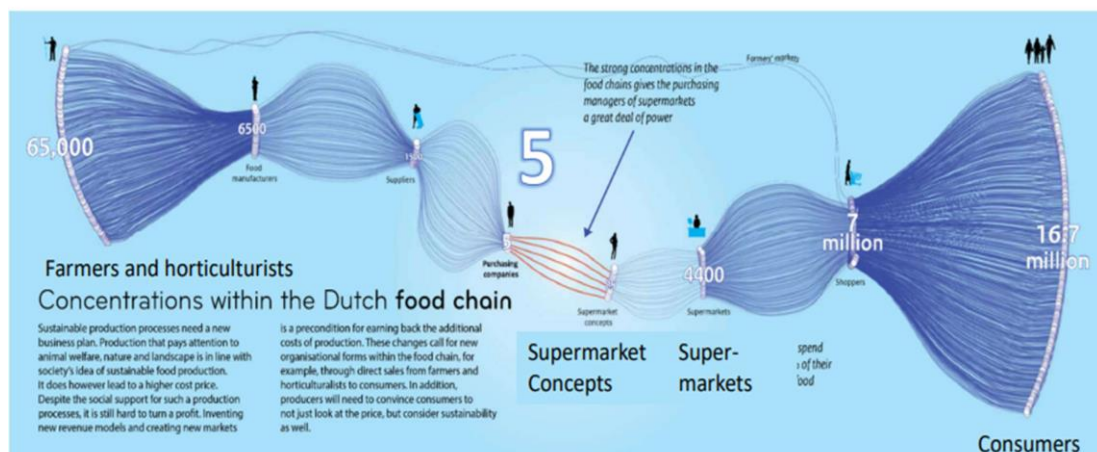 The strong concentrations in the
food chains gives the purchasing
managers of supermarkets
a great deal of power
Farmers' market
65,000
6500
Food
manufacturers
1500
Suppliers
5
Purchasing
companies
Supermarket
concepts
4400
Supermarkets
7
million
Shoppers
16.7
million
Farmers and horticulturists
Concentrations within the Dutch food chain
Sustainable production processes need a new
business plan. Production that pays attention to
animal welfare, nature and landscape is in line with
society's idea of sustainable food production.
It does however lead to a higher cost price.
Despite the social support for such a production
processes, it is still hard to turn a profit. Inventing
new revenue models and creating new markets
is a precondition for earning back the additional
costs of production. These changes call for new
organisational forms within the food chain, for
example, through direct sales from farmers and
horticulturalists to consumers. In addition,
producers will need to convince consumers to
not just look at the price, but consider sustainability
as well.
Supermarket
Concepts
Super-
markets
spend
of their
food
Consumers